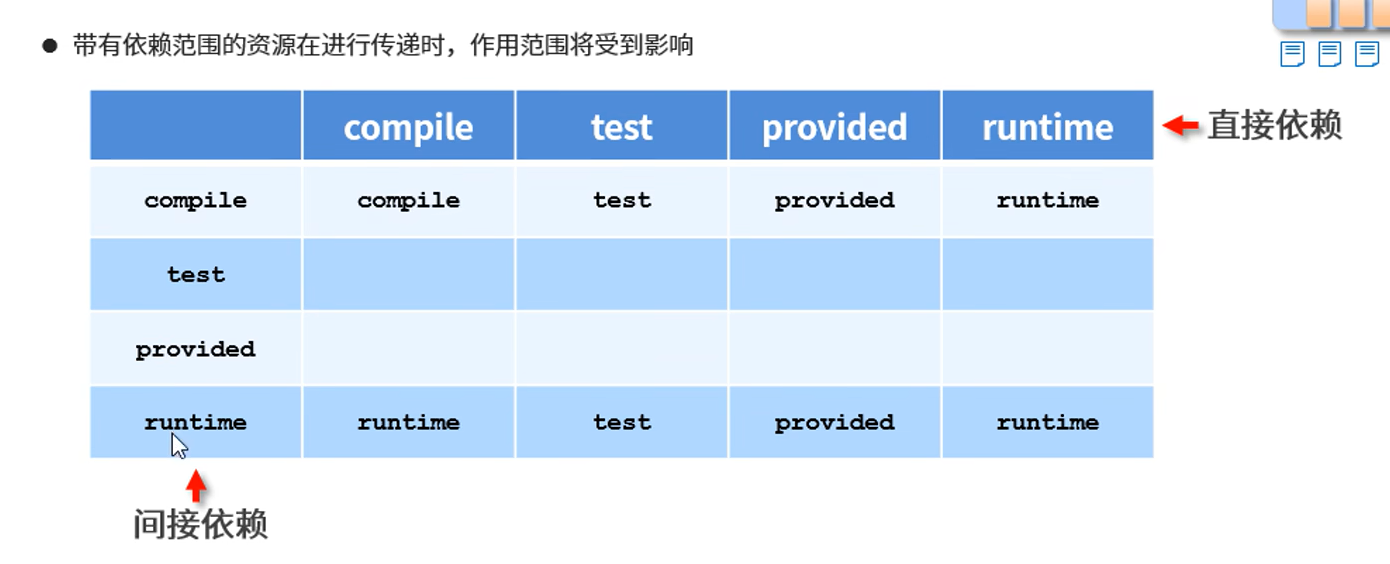 带有依赖范围的资源在进行传递时，作用范围将受到影响
compile test provided runtime
直接依赖
compile compile test provided runtime
test
provided
runtime runtime test provided runtime
间接依赖